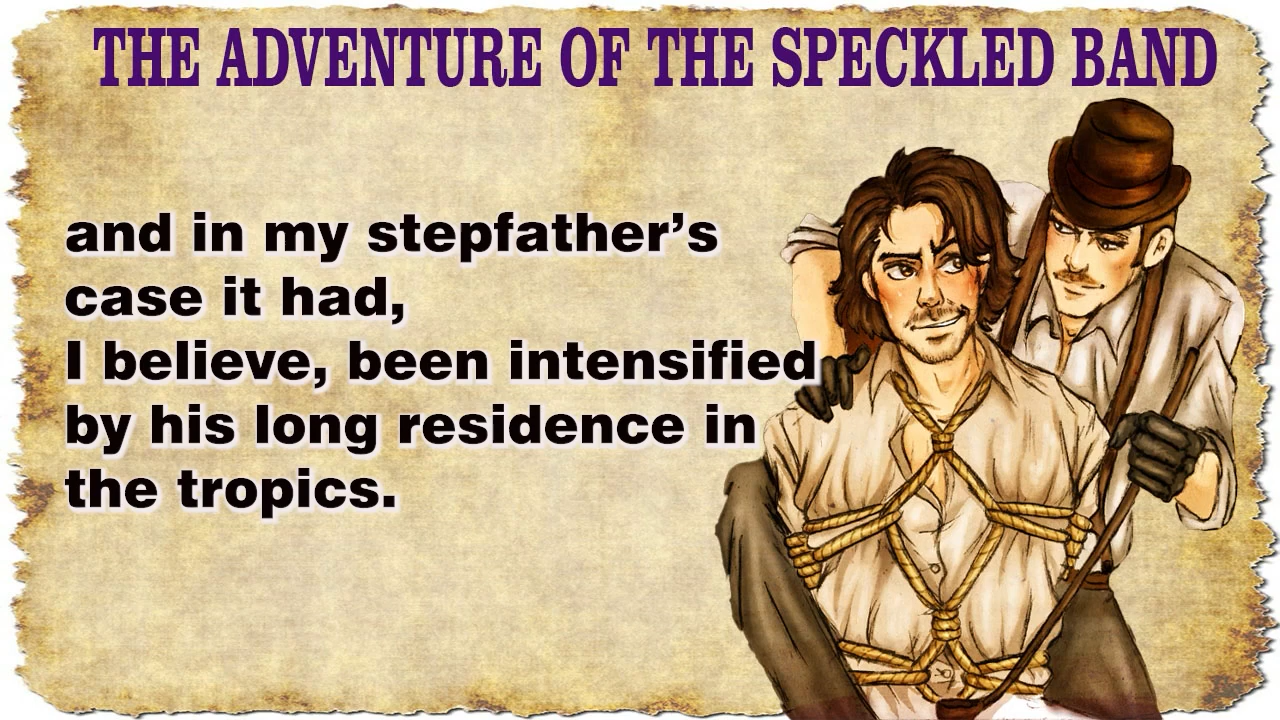 THE ADVENTURE OF THE SPECKLED BAND
and in my stepfather’s
case it had,
I believe, been intensified
by his long residence in
the tropics.